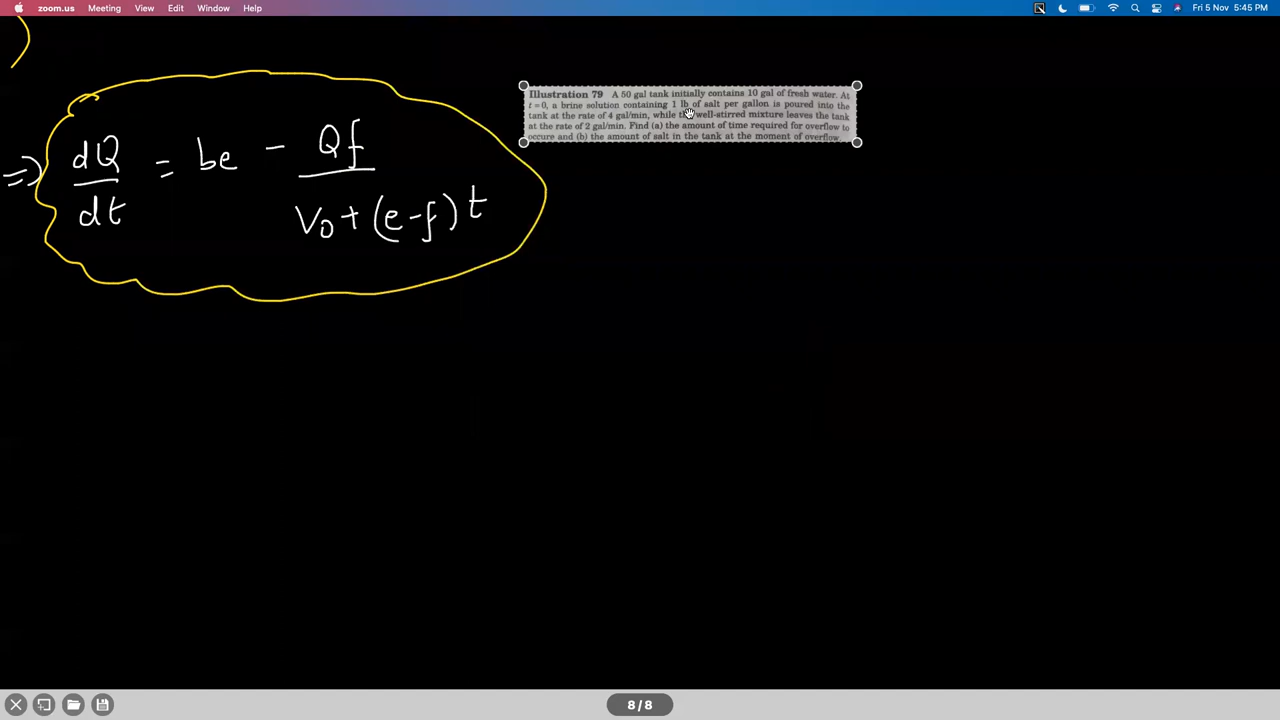 zoom.us Meeting View Edit Window Help Fri 5 Nov 5:45 PM
)
⇒) dQ/dt = be - Qf/(V0 + (e-f)t)
Illustration 79 A 50 gal tank initially contains 10 gal of fresh water. At
t=0, a brine solution containing 1 lb of salt per gallon is poured into the
tank at the rate of 4 gal/min, while the well-stirred mixture leaves the tank
at the rate of 2 gal/min. Find (a) the amount of time required for overflow to
occure and (b) the amount of salt in the tank at the moment of overflow.
8 / 8